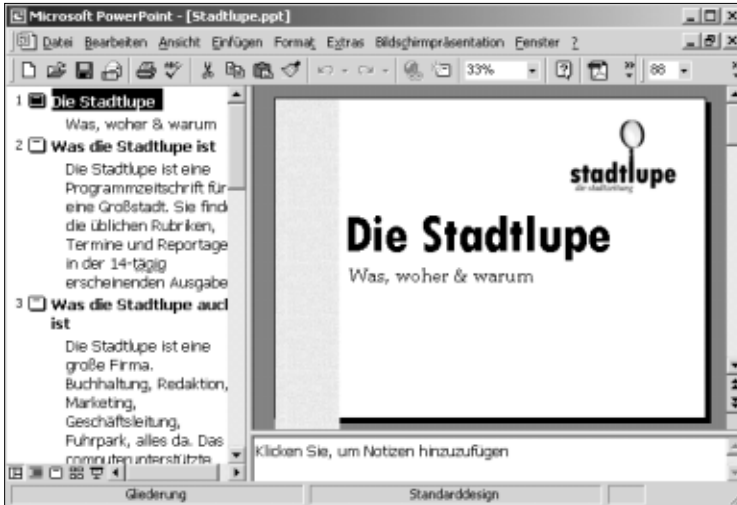 Microsoft PowerPoint - [Stadtlupe.ppt]
Datei Bearbeiten Ansicht Einfügen Format Extras Bildschirmpräsentation Fenster ?
33% 88
1 Die Stadtlupe
Was, woher & warum
2 Was die Stadtlupe ist
Die Stadtlupe ist eine
Programmzeitschrift für
eine Großstadt. Sie find
die üblichen Rubriken,
Termine und Reportage
in der 14-tägig
erscheinenden Ausgabe
3 Was die Stadtlupe aucl
ist
Die Stadtlupe ist eine
große Firma.
Buchhaltung, Redaktion,
Marketing,
Geschäftsleitung,
Fuhrpark, alles da. Das
computerunterstützte
stadtlupe
die stadtzeitung
Die Stadtlupe
Was, woher & warum
Klicken Sie, um Notizen hinzuzufügen
Gliederung Standarddesign